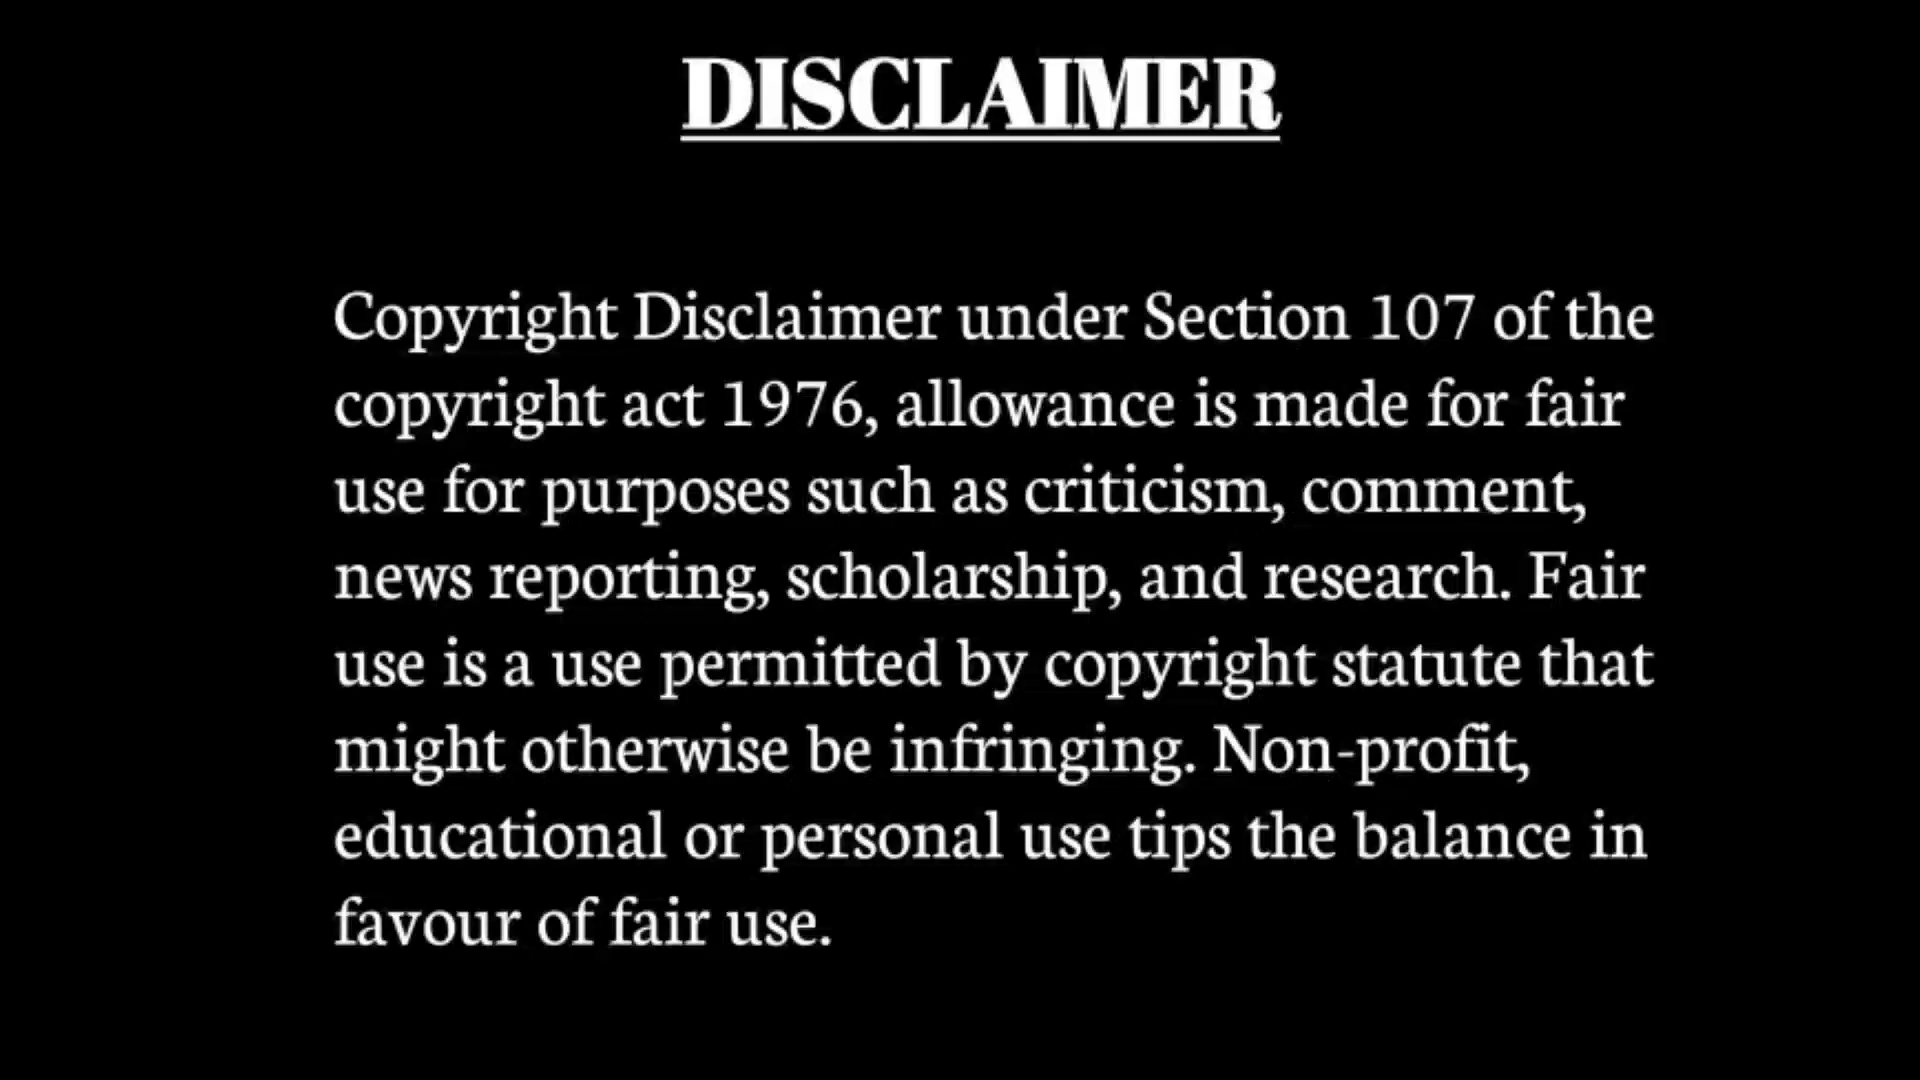 DISCLAIMER
Copyright Disclaimer under Section 107 of the
copyright act 1976, allowance is made for fair
use for purposes such as criticism, comment,
news reporting, scholarship, and research. Fair
use is a use permitted by copyright statute that
might otherwise be infringing. Non-profit,
educational or personal use tips the balance in
favour of fair use.